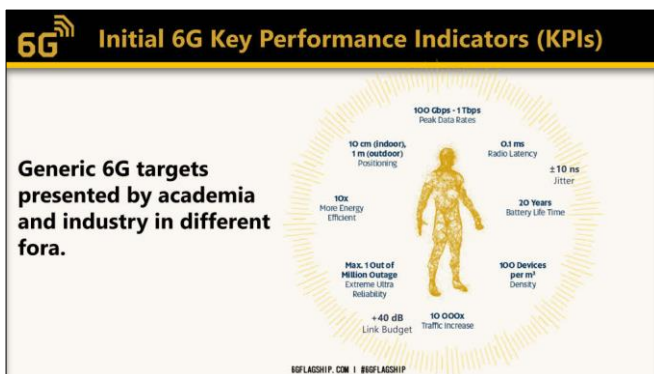 6G Initial 6G Key Performance Indicators (KPIs)
Generic 6G targets
presented by academia
and industry in different
fora.
100 Gbps - 1 Tbps
Peak Data Rates
10 cm (indoor),
1 m (outdoor)
Positioning
0.1 ms
Radio Latency
±10 ns
Jitter
10x
More Energy
Efficient
20 Years
Battery Life Time
Max. 1 Out of
Million Outage
Extreme Ultra
Reliability
100 Devices
per m³
Density
+40 dB
Link Budget
10 000x
Traffic Increase
6GFLAGSHIP.COM I #6GFLAGSHIP